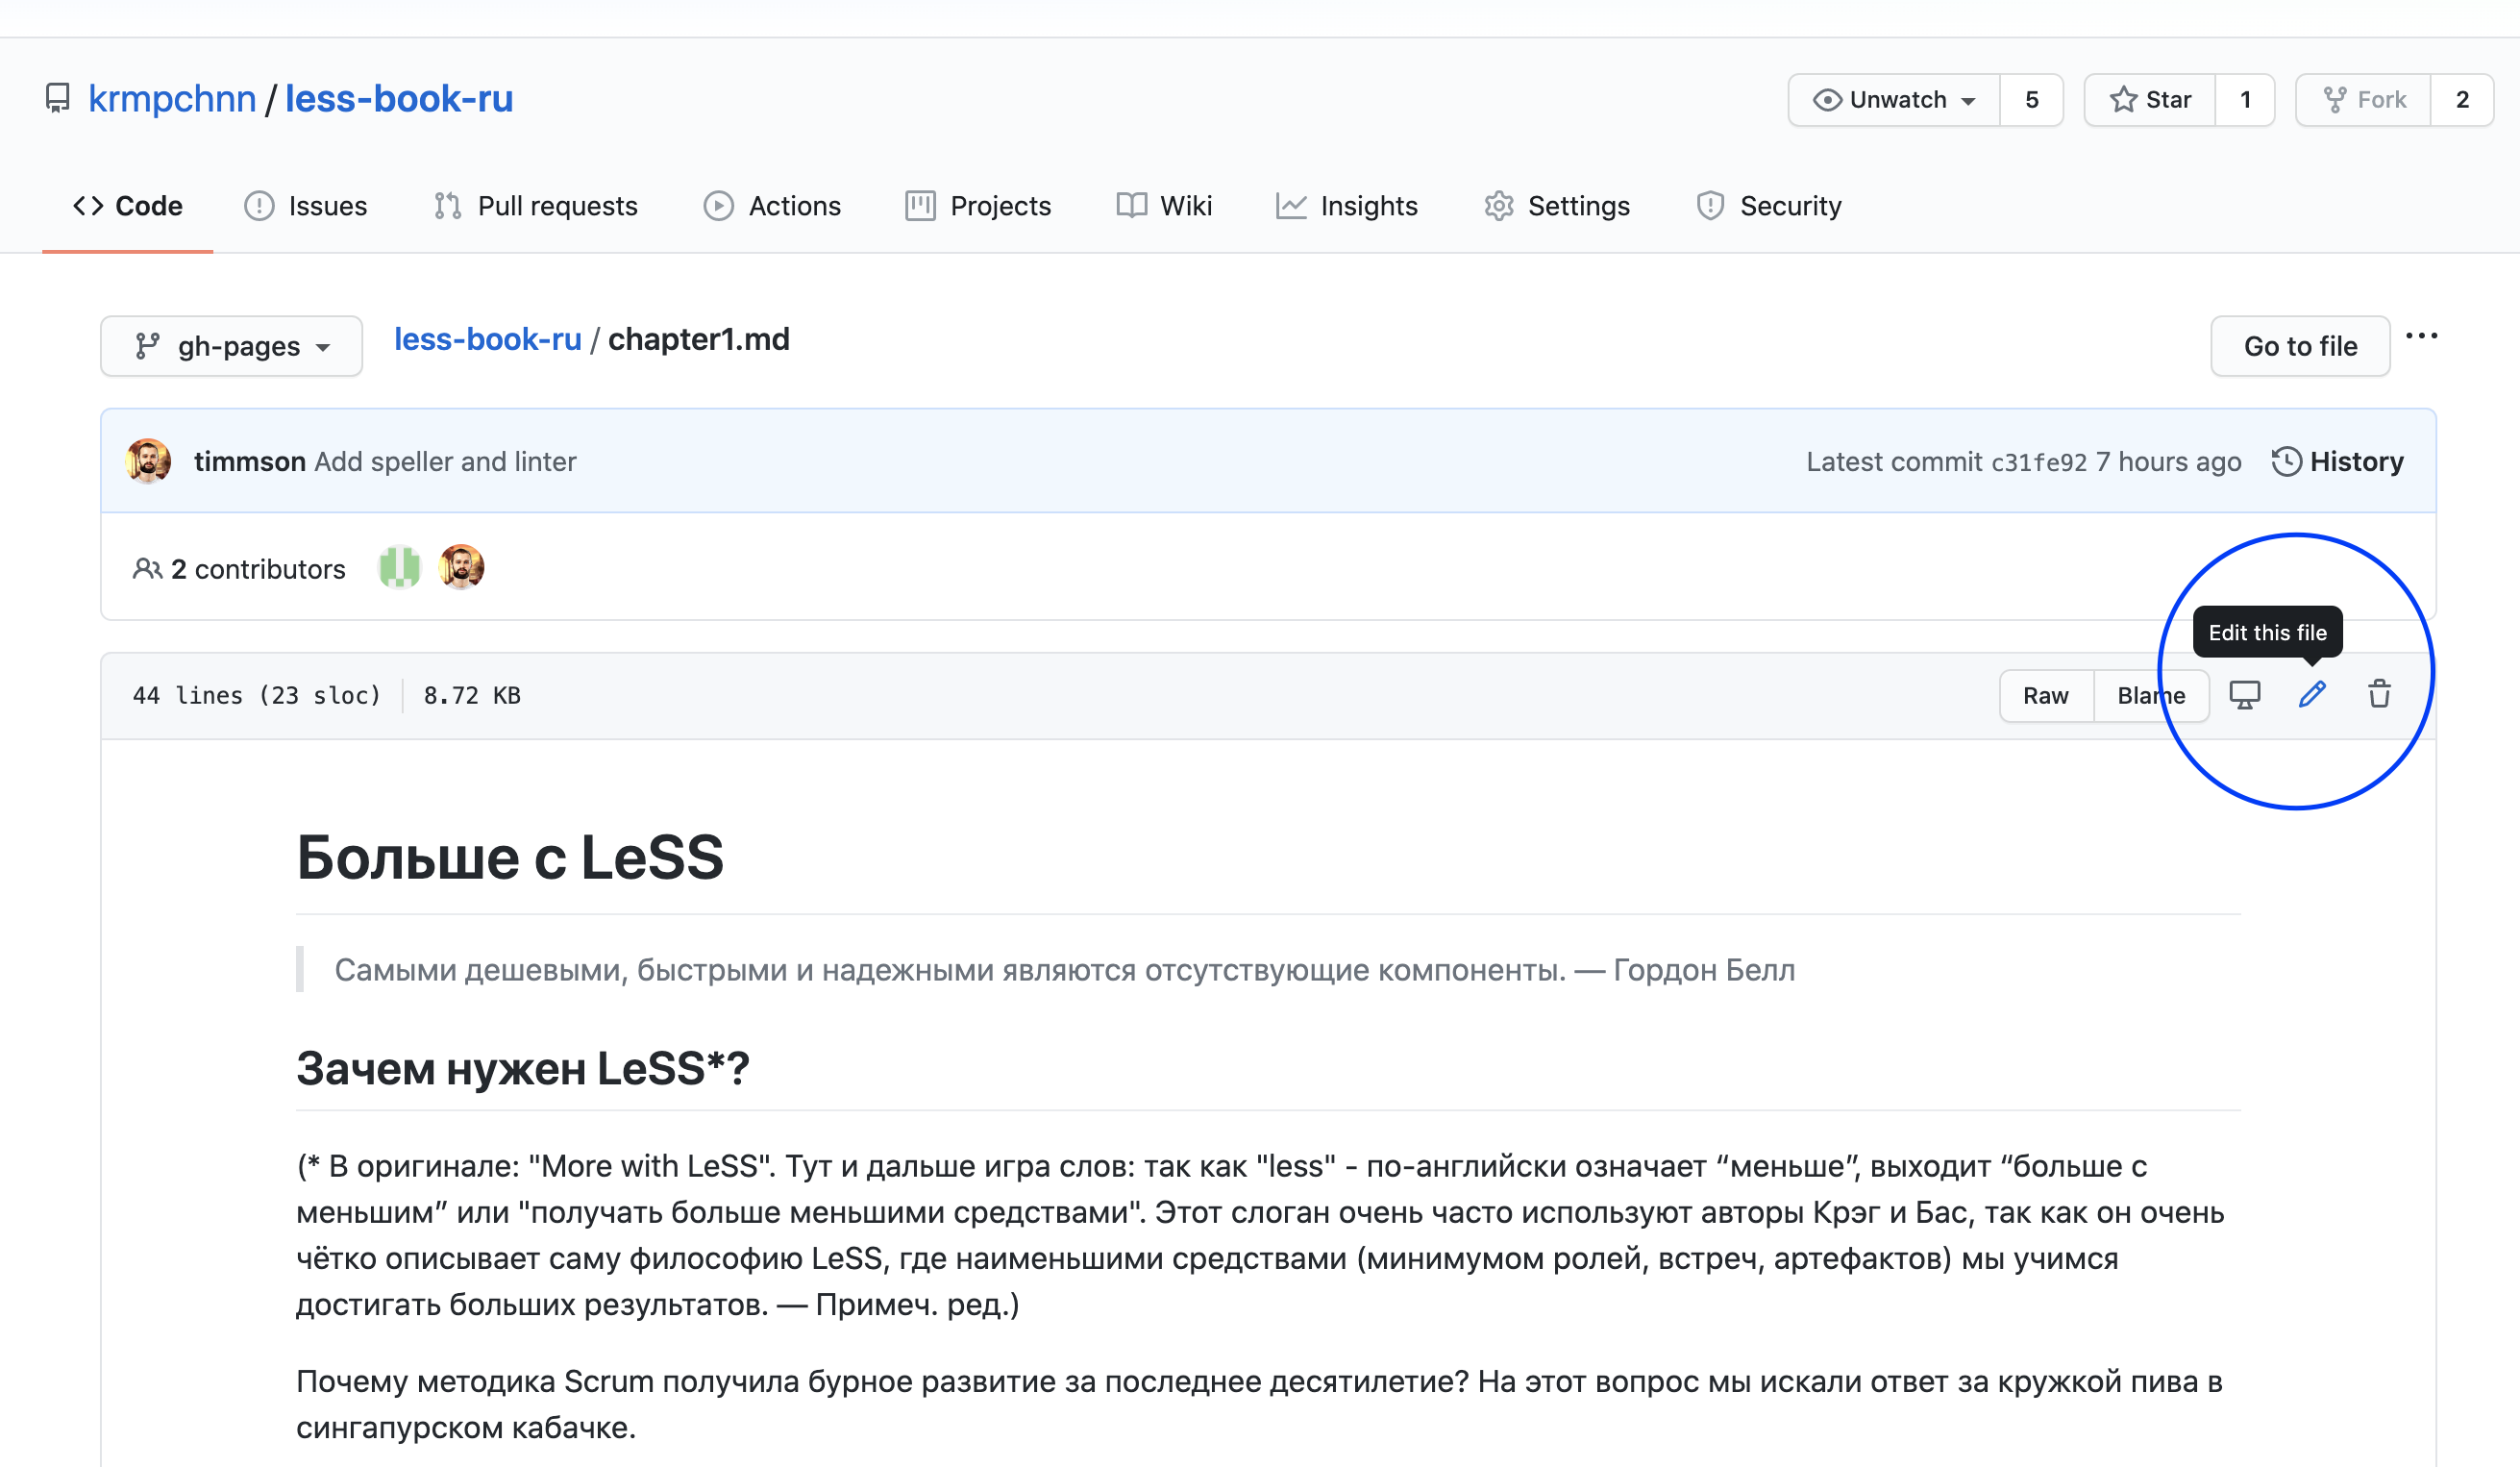 krmpchnn / less-book-ru
Unwatch 5
Star 1
Fork 2
Code
Issues
Pull requests
Actions
Projects
Wiki
Insights
Settings
Security
gh-pages
less-book-ru / chapter1.md
Go to file
timmson Add speller and linter
Latest commit c31fe92 7 hours ago
History
2 contributors
Edit this file
44 lines (23 sloc)
8.72 KB
Raw
Blame
Больше с LeSS
Самыми дешевыми, быстрыми и надежными являются отсутствующие компоненты. — Гордон Белл
Зачем нужен LeSS*?
(* В оригинале: "More with LeSS". Тут и дальше игра слов: так как "less" - по-английски означает “меньше”, выходит “больше с
меньшим” или "получать больше меньшими средствами". Этот слоган очень часто используют авторы Крэг и Бас, так как он очень
чётко описывает саму философию LeSS, где наименьшими средствами (минимумом ролей, встреч, артефактов) мы учимся
достигать больших результатов. — Примеч. ред.)
Почему методика Scrum получила бурное развитие за последнее десятилетие? На этот вопрос мы искали ответ за кружкой пива в
сингапурском кабачке.